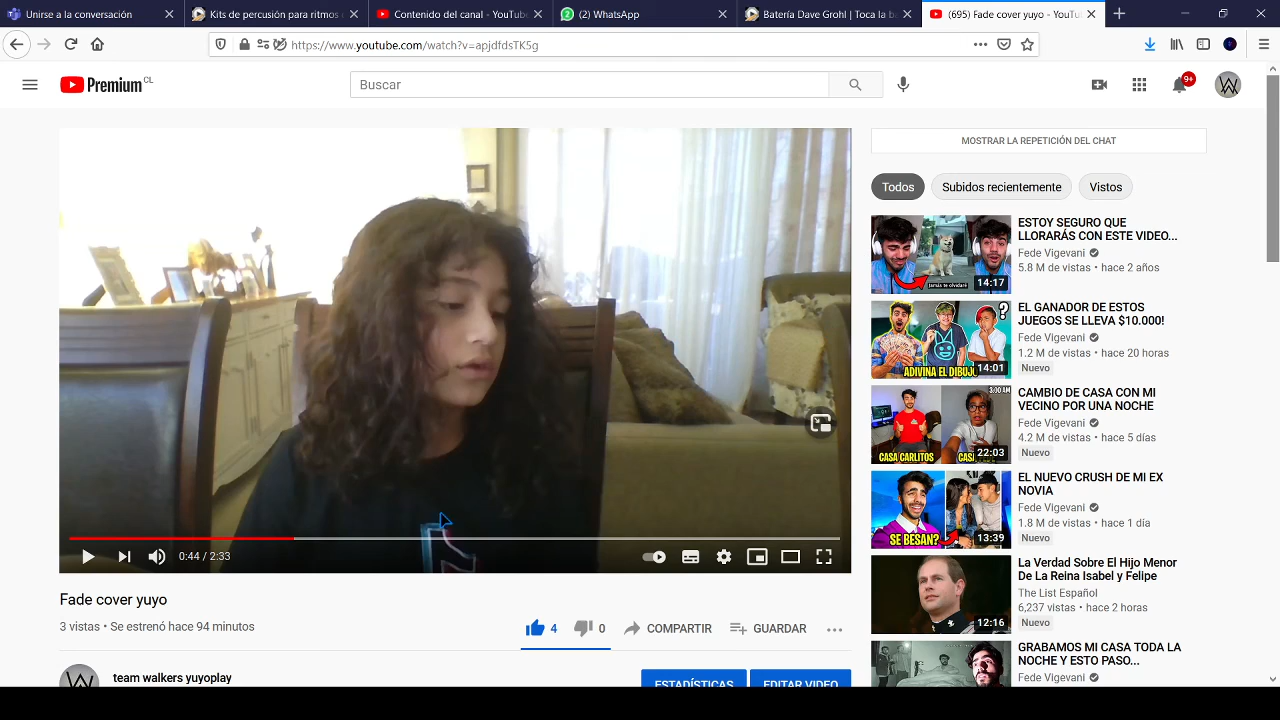 Unirse a la conversación
Kits de percusión para ritmos
Contenido del canal - YouTube
(2) WhatsApp
Batería Dave Grohl | Toca la b
(695) Fade cover yuyo - YouTu
https://www.youtube.com/watch?v=apjdfdsTK5g
Premium CL
Buscar
9+
MOSTRAR LA REPETICIÓN DEL CHAT
Todos
Subidos recientemente
Vistos
Jamás te olvidaré
14:17
ESTOY SEGURO QUE
LLORARÁS CON ESTE VIDEO...
Fede Vigevani
5.8 M de vistas • hace 2 años
?
ADIVINA EL DIBUJO
14:01
EL GANADOR DE ESTOS
JUEGOS SE LLEVA $10.000!
Fede Vigevani
1.2 M de vistas • hace 20 horas
Nuevo
3:00 AM
CASA CARLITOS
22:03
CAMBIO DE CASA CON MI
VECINO POR UNA NOCHE
Fede Vigevani
4.2 M de vistas • hace 5 días
Nuevo
SE BESAN?
13:39
EL NUEVO CRUSH DE MI EX
NOVIA
Fede Vigevani
1.8 M de vistas • hace 1 día
Nuevo
12:16
La Verdad Sobre El Hijo Menor
De La Reina Isabel y Felipe
The List Español
6,237 vistas • hace 2 horas
Nuevo
GRABAMOS MI CASA TODA LA
NOCHE Y ESTO PASO...
Fede Vigevani
0:44 / 2:33
Fade cover yuyo
3 vistas • Se estrenó hace 94 minutos
4
0
COMPARTIR
GUARDAR
team walkers yuyoplay
ESTADÍSTICAS
EDITAR VIDEO